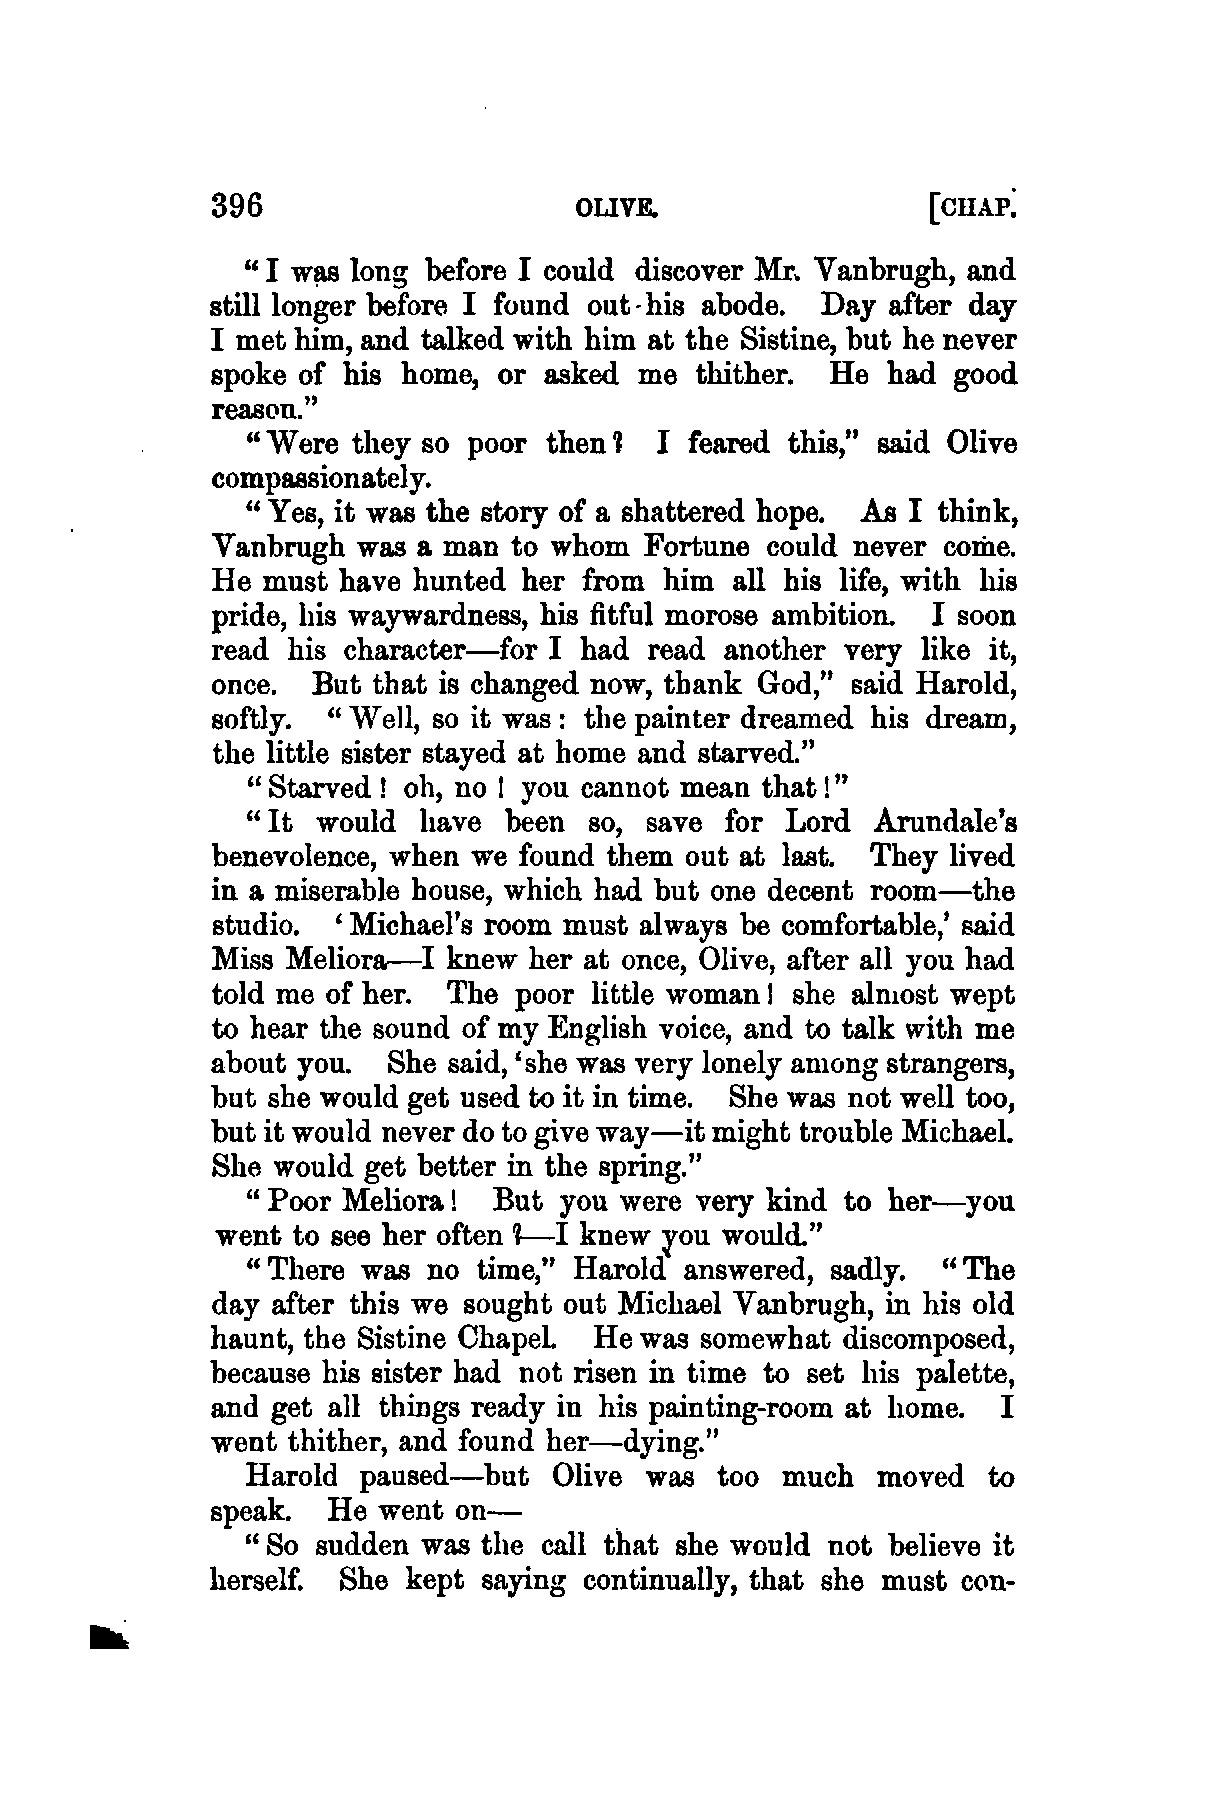 396 OLIVE. [CHAP.
"I was long before I could discover Mr. Vanbrugh, and
still longer before I found out his abode. Day after day
I met him, and talked with him at the Sistine, but he never
spoke of his home, or asked me thither. He had good
reason."
"Were they so poor then? I feared this," said Olive
compassionately.
"Yes, it was the story of a shattered hope. As I think,
Vanbrugh was a man to whom Fortune could never come.
He must have hunted her from him all his life, with his
pride, his waywardness, his fitful morose ambition. I soon
read his character—for I had read another very like it,
once. But that is changed now, thank God," said Harold,
softly. "Well, so it was: the painter dreamed his dream,
the little sister stayed at home and starved."
"Starved! oh, no! you cannot mean that!"
"It would have been so, save for Lord Arundale's
benevolence, when we found them out at last. They lived
in a miserable house, which had but one decent room—the
studio. 'Michael's room must always be comfortable,' said
Miss Meliora—I knew her at once, Olive, after all you had
told me of her. The poor little woman! she almost wept
to hear the sound of my English voice, and to talk with me
about you. She said, 'she was very lonely among strangers,
but she would get used to it in time. She was not well too,
but it would never do to give way—it might trouble Michael.
She would get better in the spring."
"Poor Meliora! But you were very kind to her—you
went to see her often?—I knew you would."
"There was no time," Harold answered, sadly. "The
day after this we sought out Michael Vanbrugh, in his old
haunt, the Sistine Chapel. He was somewhat discomposed,
because his sister had not risen in time to set his palette,
and get all things ready in his painting-room at home. I
went thither, and found her—dying."
Harold paused—but Olive was too much moved to
speak. He went on—
"So sudden was the call that she would not believe it
herself. She kept saying continually, that she must con-